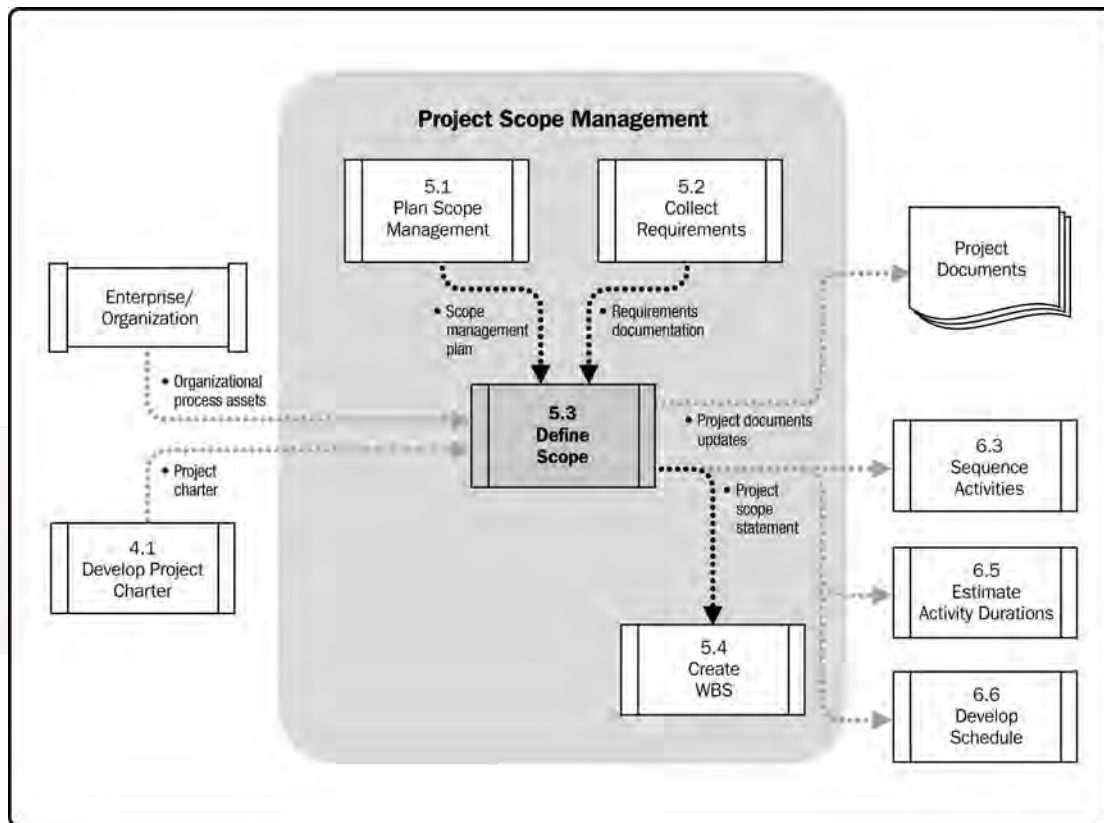 Project Scope Management
5.1
Plan Scope
Management
5.2
Collect
Requirements
Project
Documents
Enterprise/
Organization
• Scope
management
plan
• Requirements
documentation
• Organizational
process assets
5.3
Define
Scope
• Project documents
updates
6.3
Sequence
Activities
• Project
charter
• Project
scope
statement
4.1
Develop Project
Charter
6.5
Estimate
Activity Durations
5.4
Create
WBS
6.6
Develop
Schedule